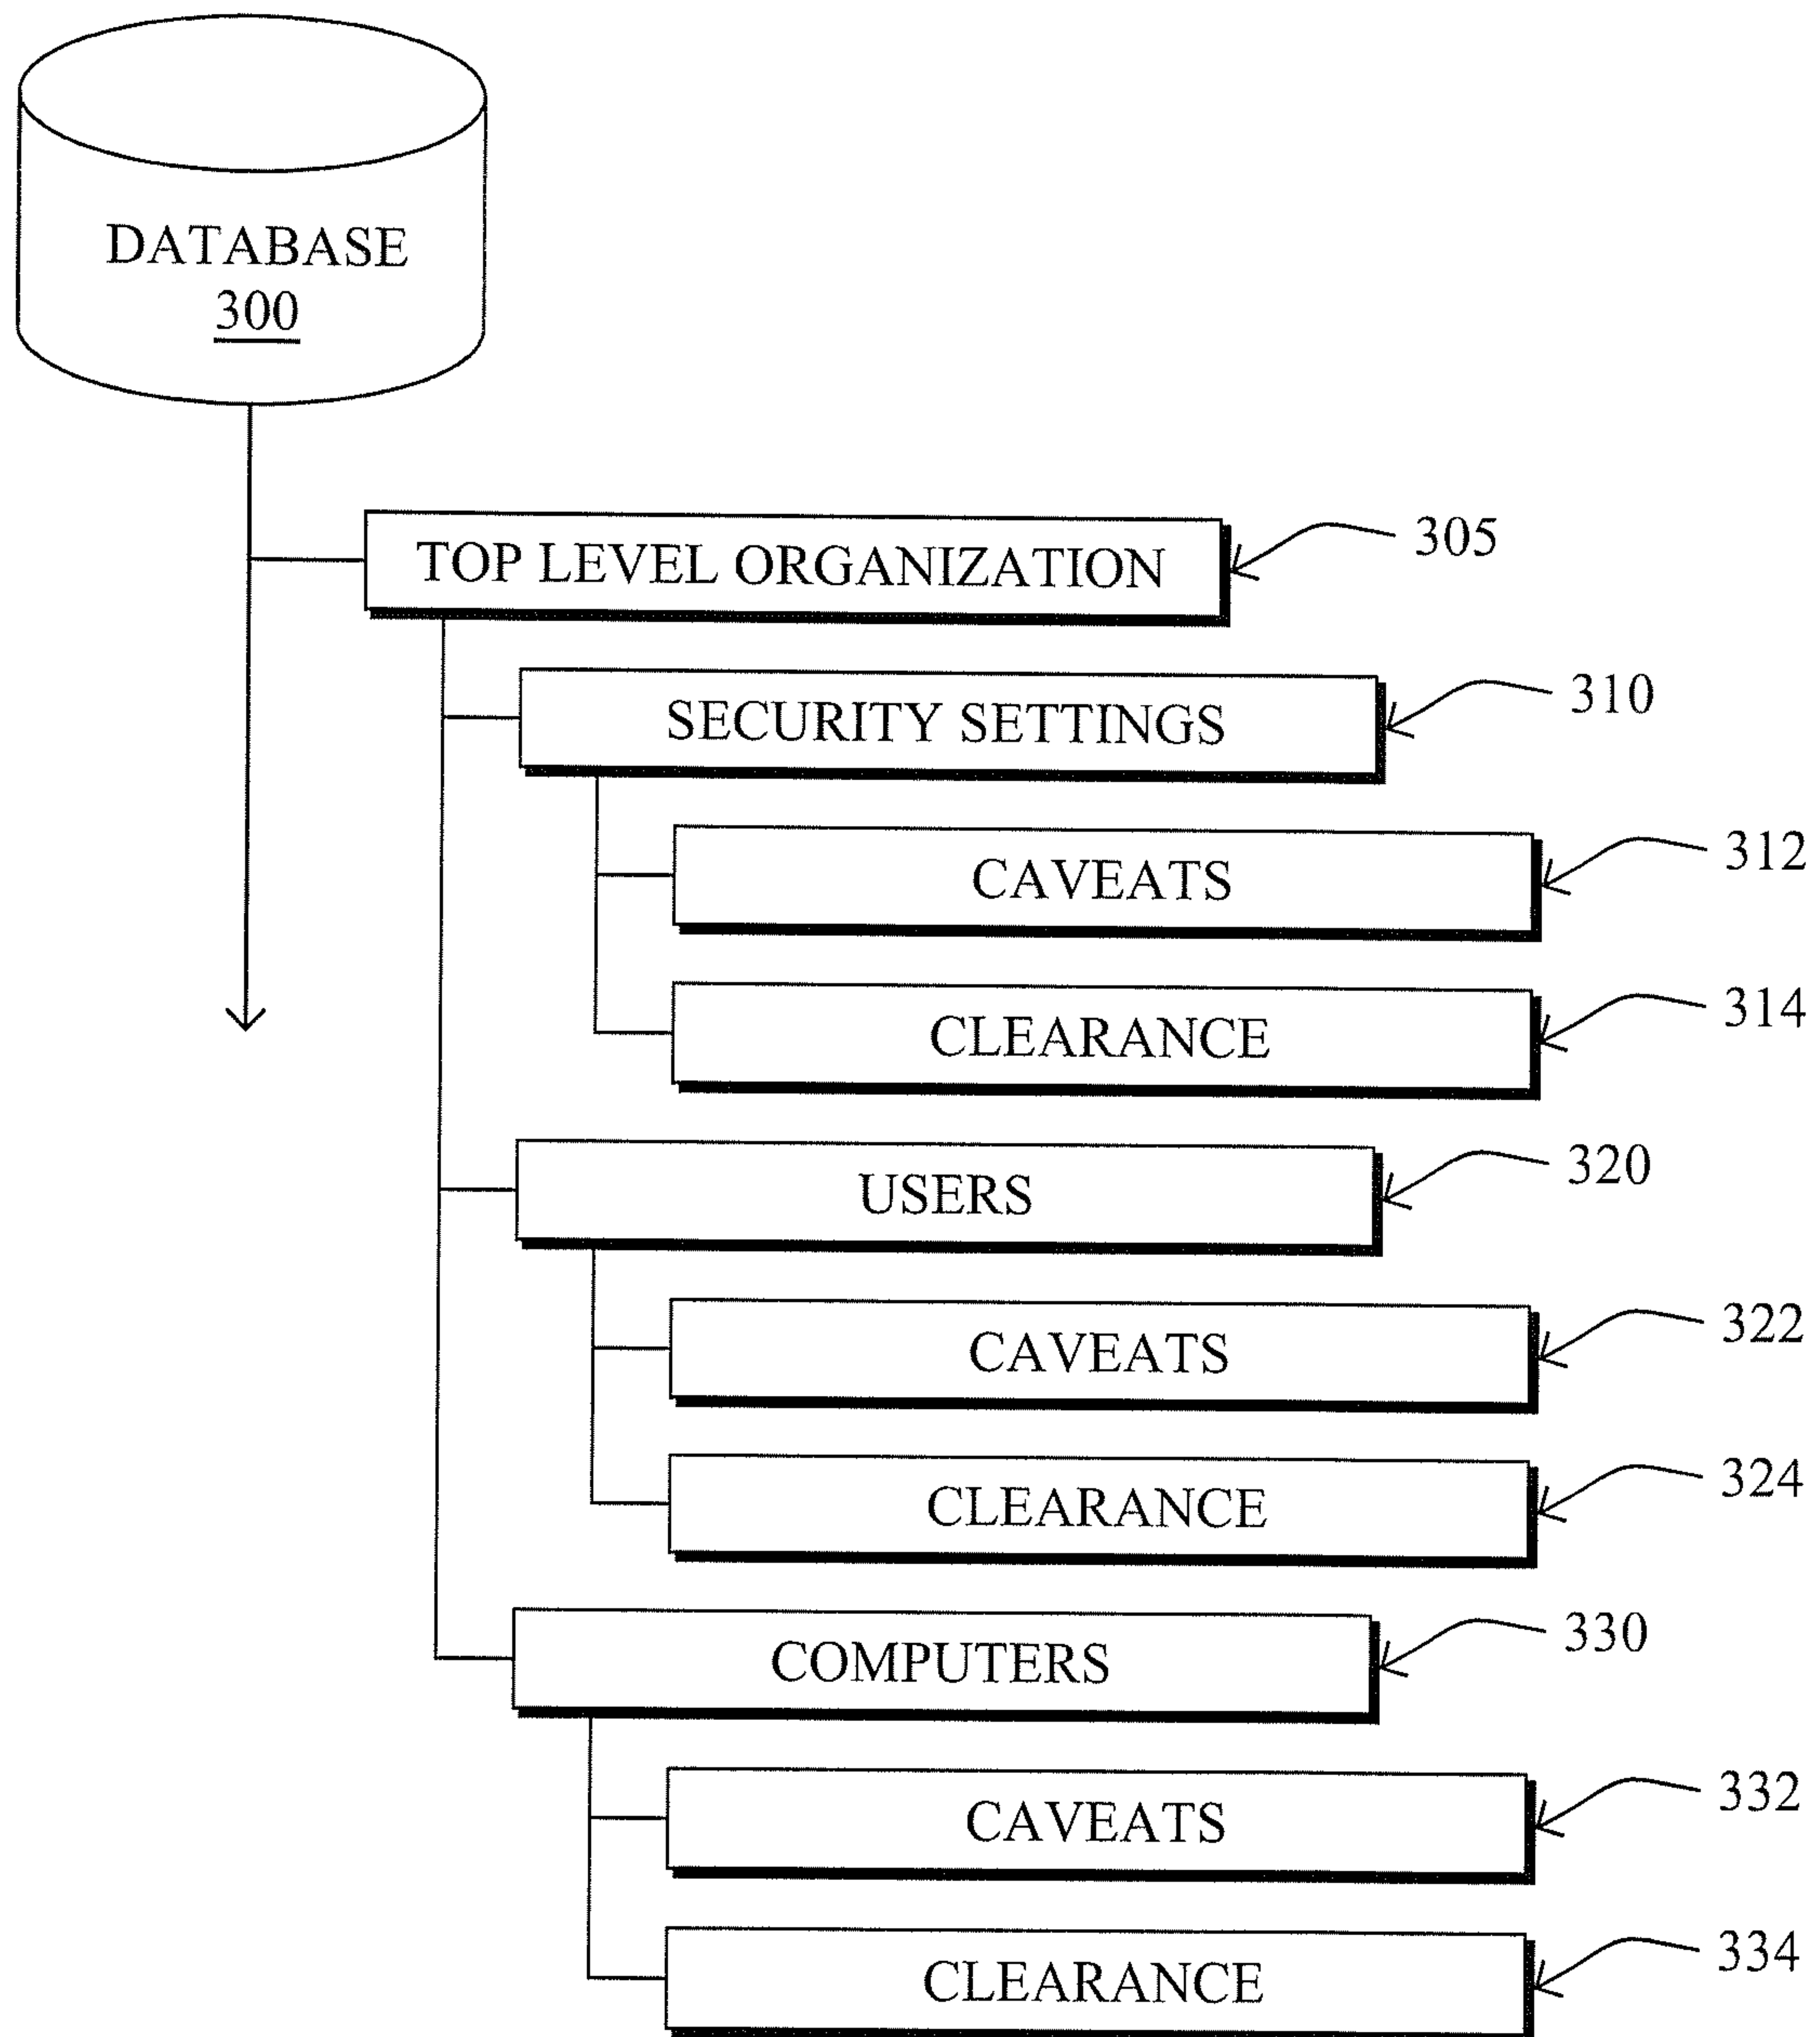 DATABASE
300
TOP LEVEL ORGANIZATION
305
SECURITY SETTINGS
310
CAVEATS
312
CLEARANCE
314
USERS
320
CAVEATS
322
CLEARANCE
324
COMPUTERS
330
CAVEATS
332
CLEARANCE
334